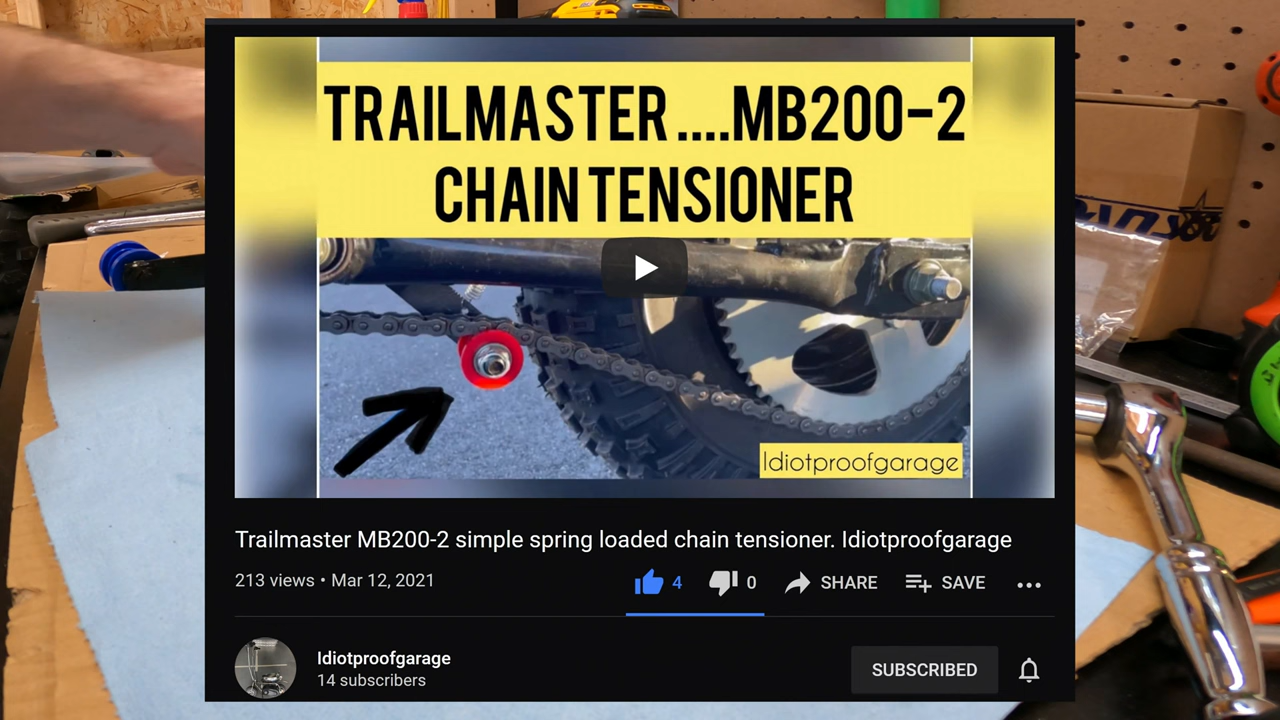 TRAILMASTER ....MB200-2
CHAIN TENSIONER
Idiotproofgarage
Trailmaster MB200-2 simple spring loaded chain tensioner. Idiotproofgarage
213 views • Mar 12, 2021
4
0
SHARE
SAVE
Idiotproofgarage
14 subscribers
SUBSCRIBED